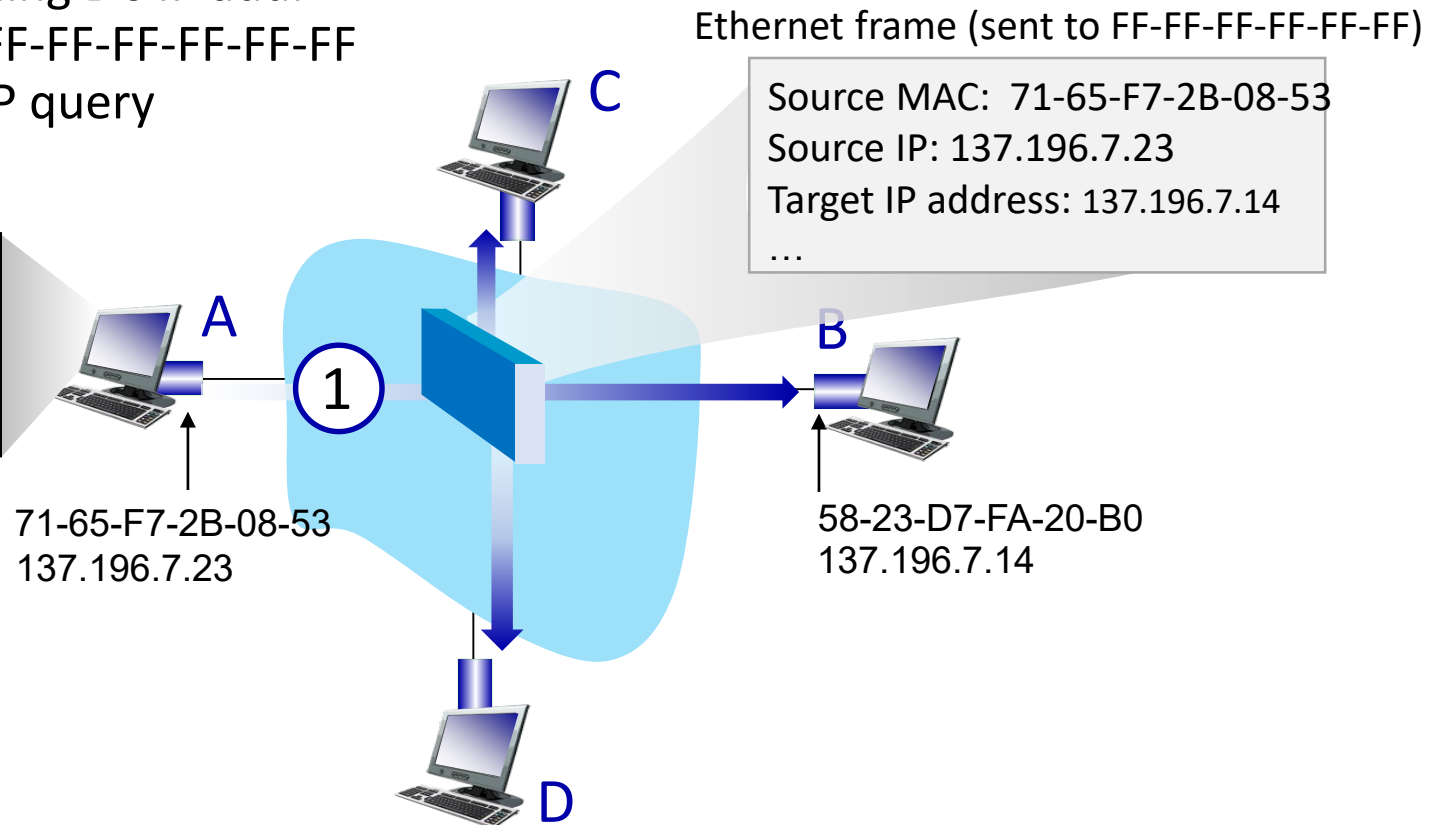 FF-FF-FF-FF-FF
query
Ethernet frame (sent to FF-FF-FF-FF-FF-FF)
Source MAC: 71-65-F7-2B-08-53
Source IP: 137.196.7.23
Target IP address: 137.196.7.14
…
C
A
B
1
71-65-F7-2B-08-53
137.196.7.23
58-23-D7-FA-20-B0
137.196.7.14
D